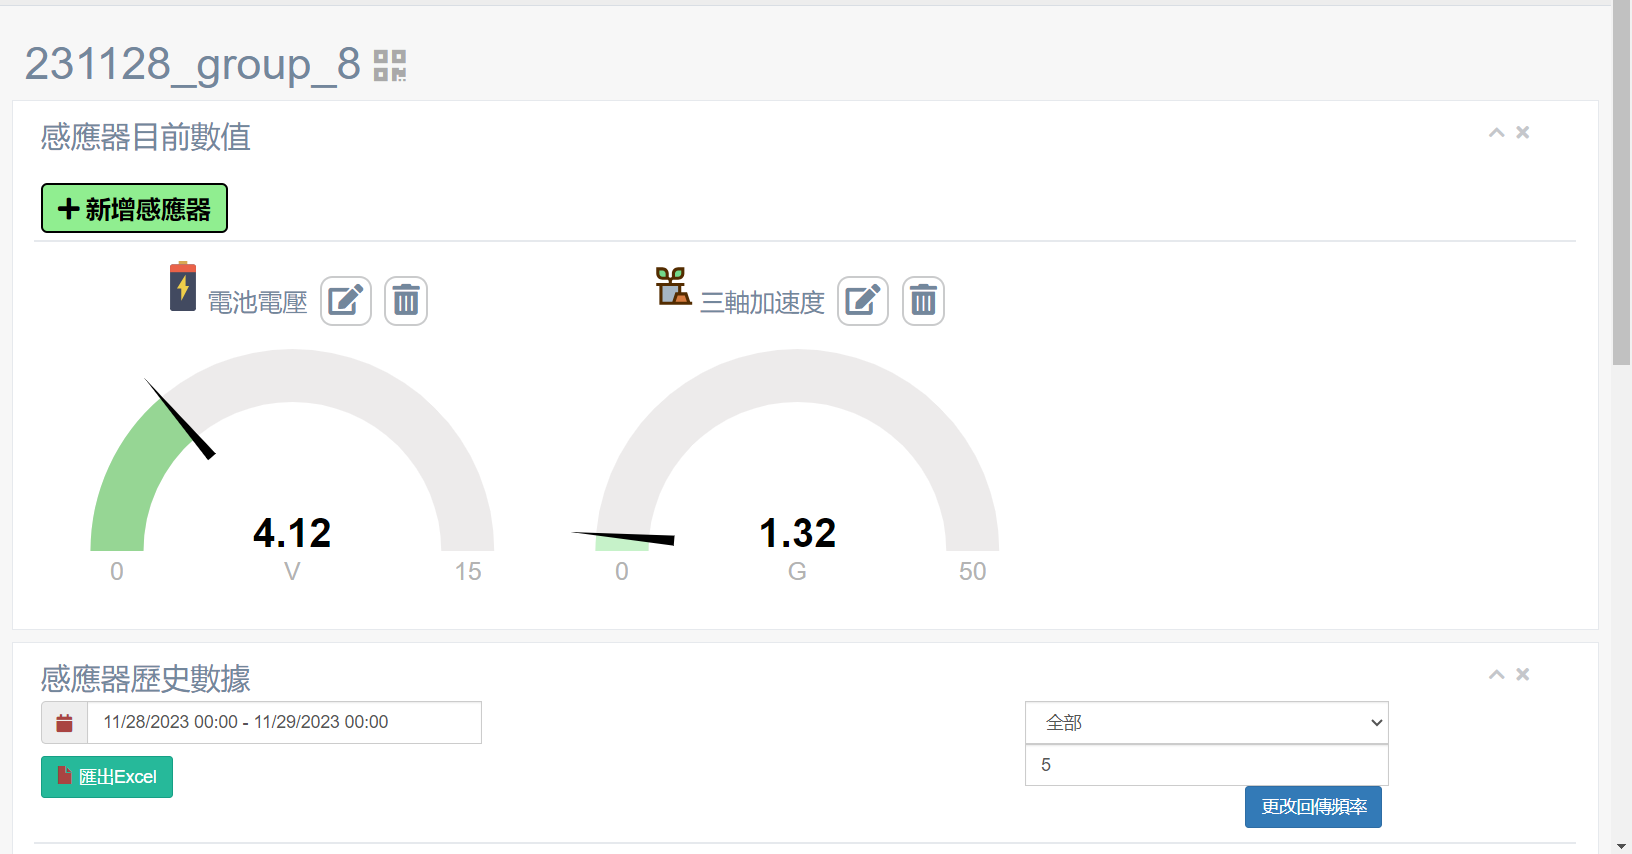 231128_group_8
感應器目前數值
新增感應器
電池電壓
三軸加速度
4.12
0 V 15
1.32
0 G 50
感應器歷史數據
11/28/2023 00:00 - 11/29/2023 00:00
全部
5
匯出Excel
更改回傳頻率